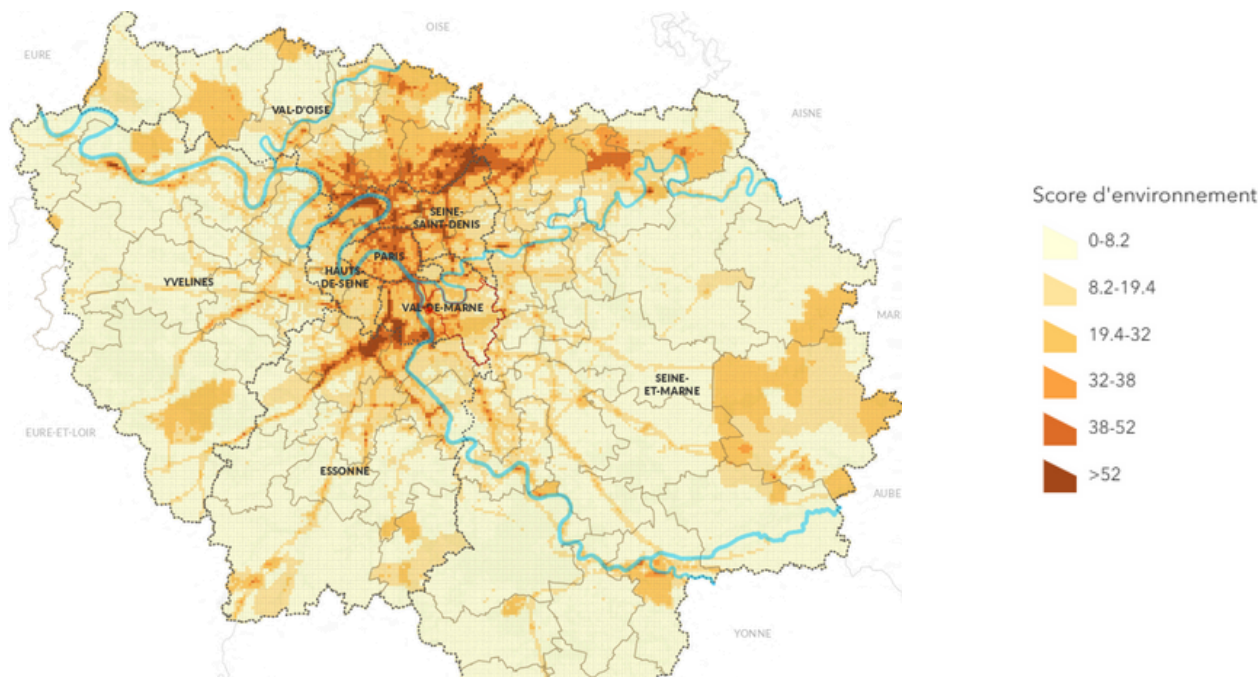 OISE
EURE
VAL-D'OISE
AISNE
SEINE-
SAINT-DENIS
PARIS
HAUTS-
DE-SEINE
YVELINES
VAL-DE-MARNE
MAR
SEINE-
ET-MARNE
EURE-ET-LOIR
ESSONNE
AUBE
YONNE
Score d'environnement
0-8.2
8.2-19.4
19.4-32
32-38
38-52
>52